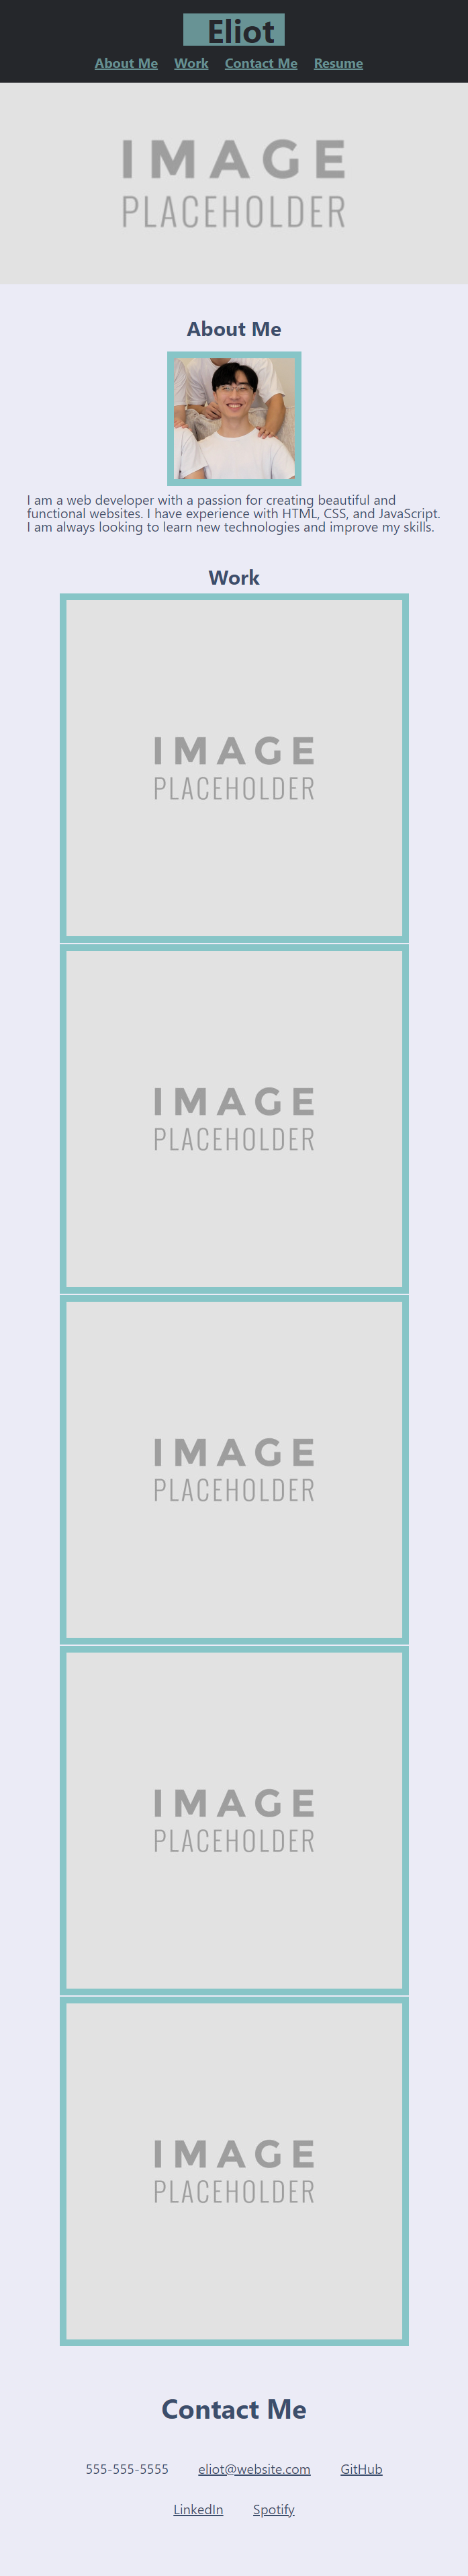 Eliot
About Me Work Contact Me Resume
IMAGE
PLACEHOLDER
About Me
I am a web developer with a passion for creating beautiful and
functional websites. I have experience with HTML, CSS, and JavaScript.
I am always looking to learn new technologies and improve my skills.
Work
IMAGE
PLACEHOLDER
IMAGE
PLACEHOLDER
IMAGE
PLACEHOLDER
IMAGE
PLACEHOLDER
IMAGE
PLACEHOLDER
Contact Me
555-555-5555 eliot@website.com GitHub
LinkedIn Spotify